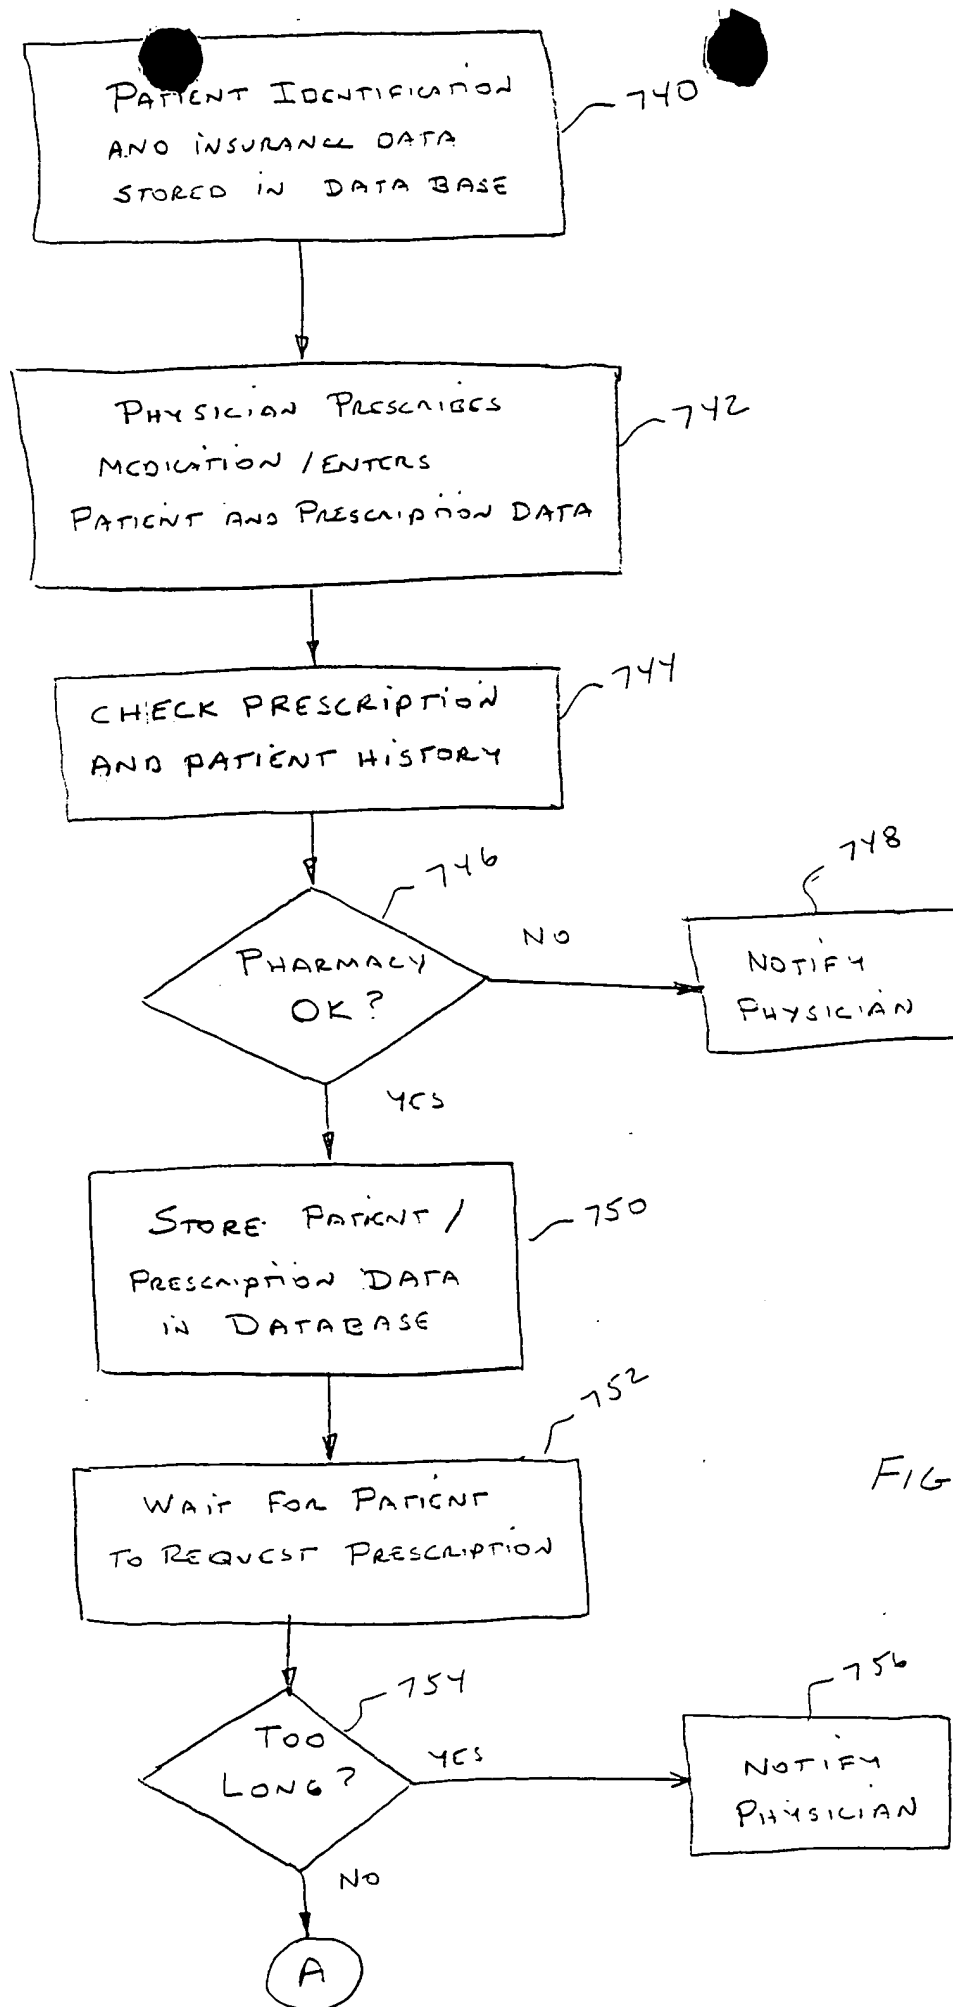 PATIENT IDENTIFICATION
AND INSURANCE DATA
STORED IN DATA BASE
740
PHYSICIAN PRESCRIBES
MEDICATION / ENTERS
PATIENT AND PRESCRIPTION DATA
742
CHECK PRESCRIPTION
AND PATIENT HISTORY
744
746
PHARMACY
OK?
NO
748
NOTIFY
PHYSICIAN
YES
STORE PATIENT /
PRESCRIPTION DATA
IN DATABASE
750
752
WAIT FOR PATIENT
TO REQUEST PRESCRIPTION
FIG
754
TOO
LONG?
YES
756
NOTIFY
PHYSICIAN
NO
A